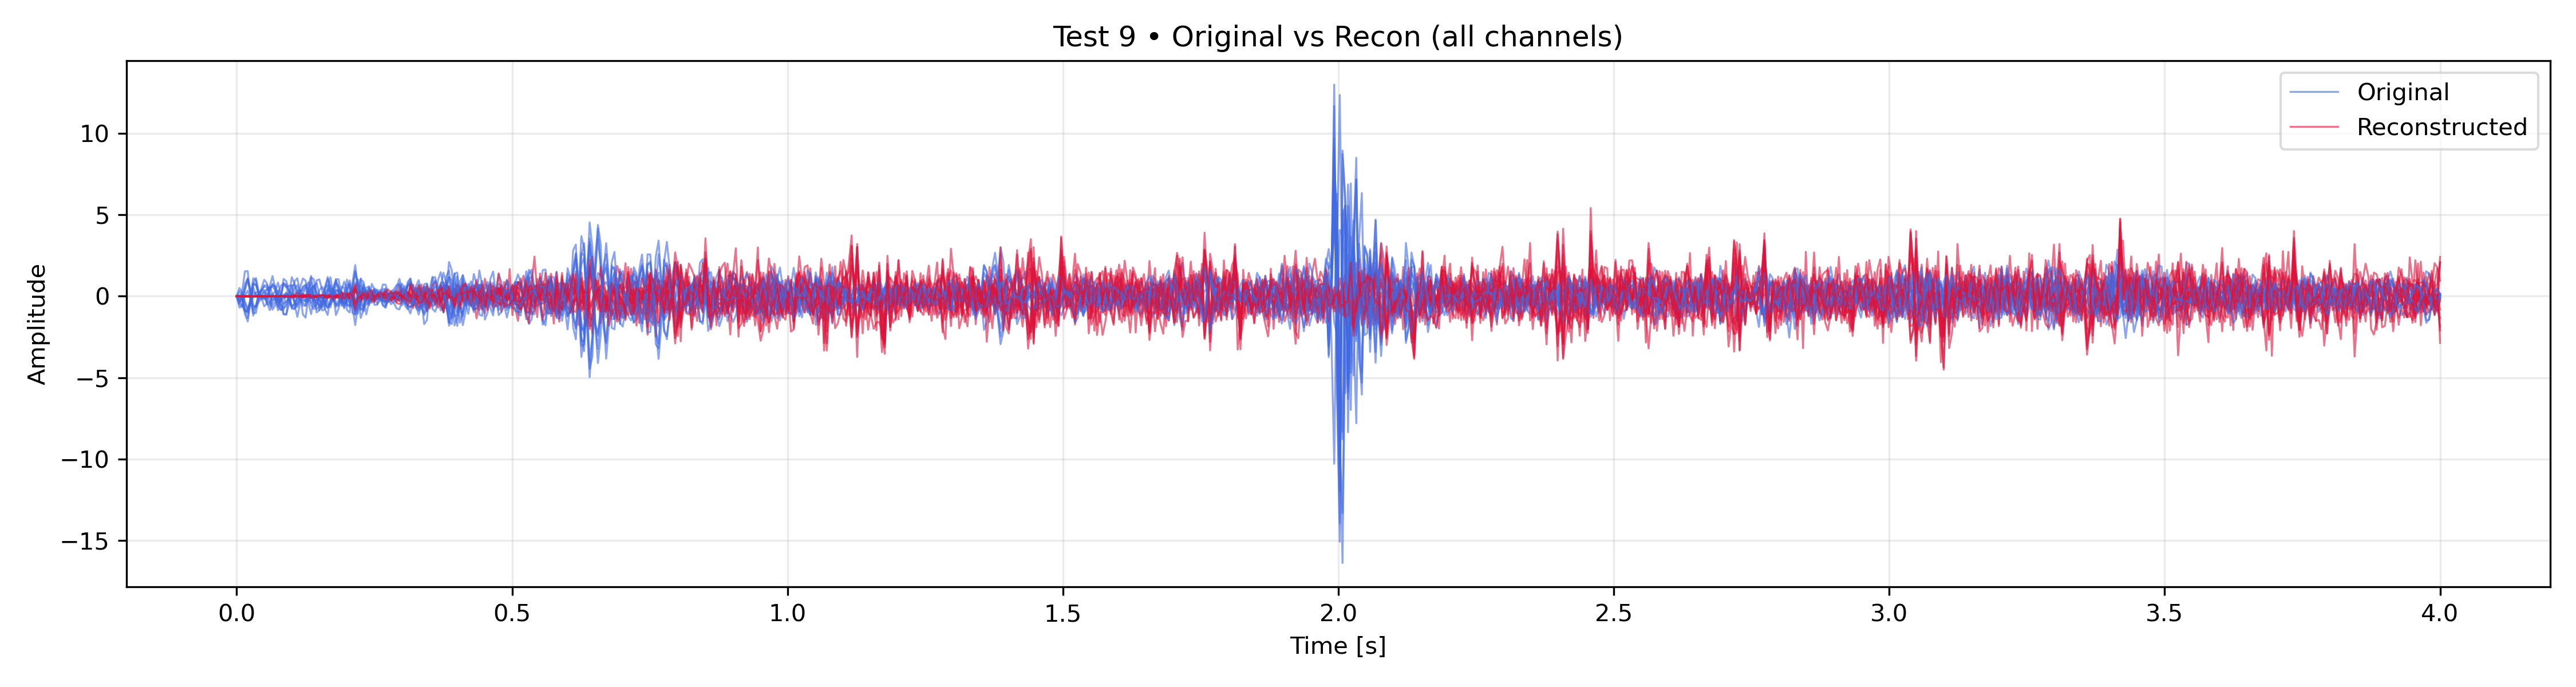 Test 9 • Original vs Recon (all channels)
Original
Reconstructed
Amplitude
10
5
0
−5
−10
−15
0.0 0.5 1.0 1.5 2.0 2.5 3.0 3.5 4.0
Time [s]